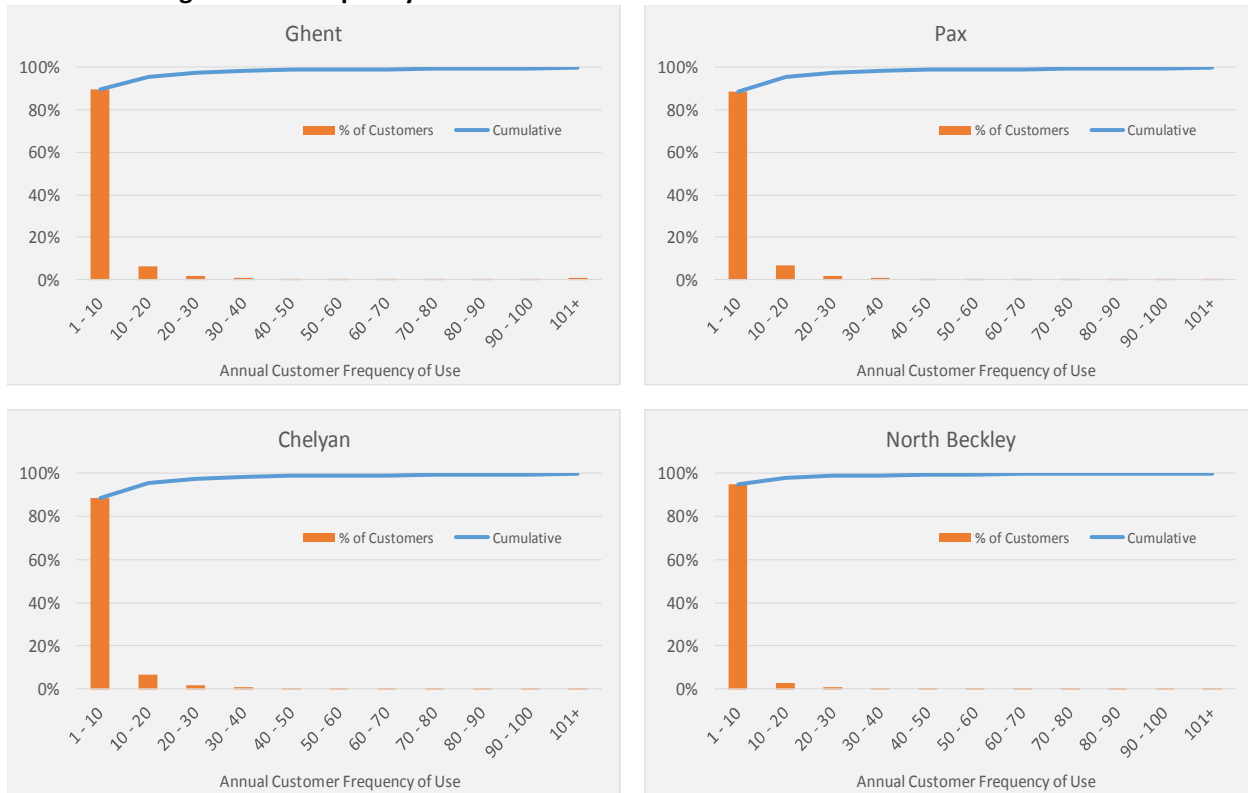 Ghent
100%
80%
60%
40%
20%
0%
% of Customers
Cumulative
1 - 10
10 - 20
20 - 30
30 - 40
40 - 50
50 - 60
60 - 70
70 - 80
80 - 90
90 - 100
101+
Annual Customer Frequency of Use
Pax
100%
80%
60%
40%
20%
0%
% of Customers
Cumulative
1 - 10
10 - 20
20 - 30
30 - 40
40 - 50
50 - 60
60 - 70
70 - 80
80 - 90
90 - 100
101+
Annual Customer Frequency of Use
Chelyan
100%
80%
60%
40%
20%
0%
% of Customers
Cumulative
1 - 10
10 - 20
20 - 30
30 - 40
40 - 50
50 - 60
60 - 70
70 - 80
80 - 90
90 - 100
101+
Annual Customer Frequency of Use
North Beckley
100%
80%
60%
40%
20%
0%
% of Customers
Cumulative
1 - 10
10 - 20
20 - 30
30 - 40
40 - 50
50 - 60
60 - 70
70 - 80
80 - 90
90 - 100
101+
Annual Customer Frequency of Use